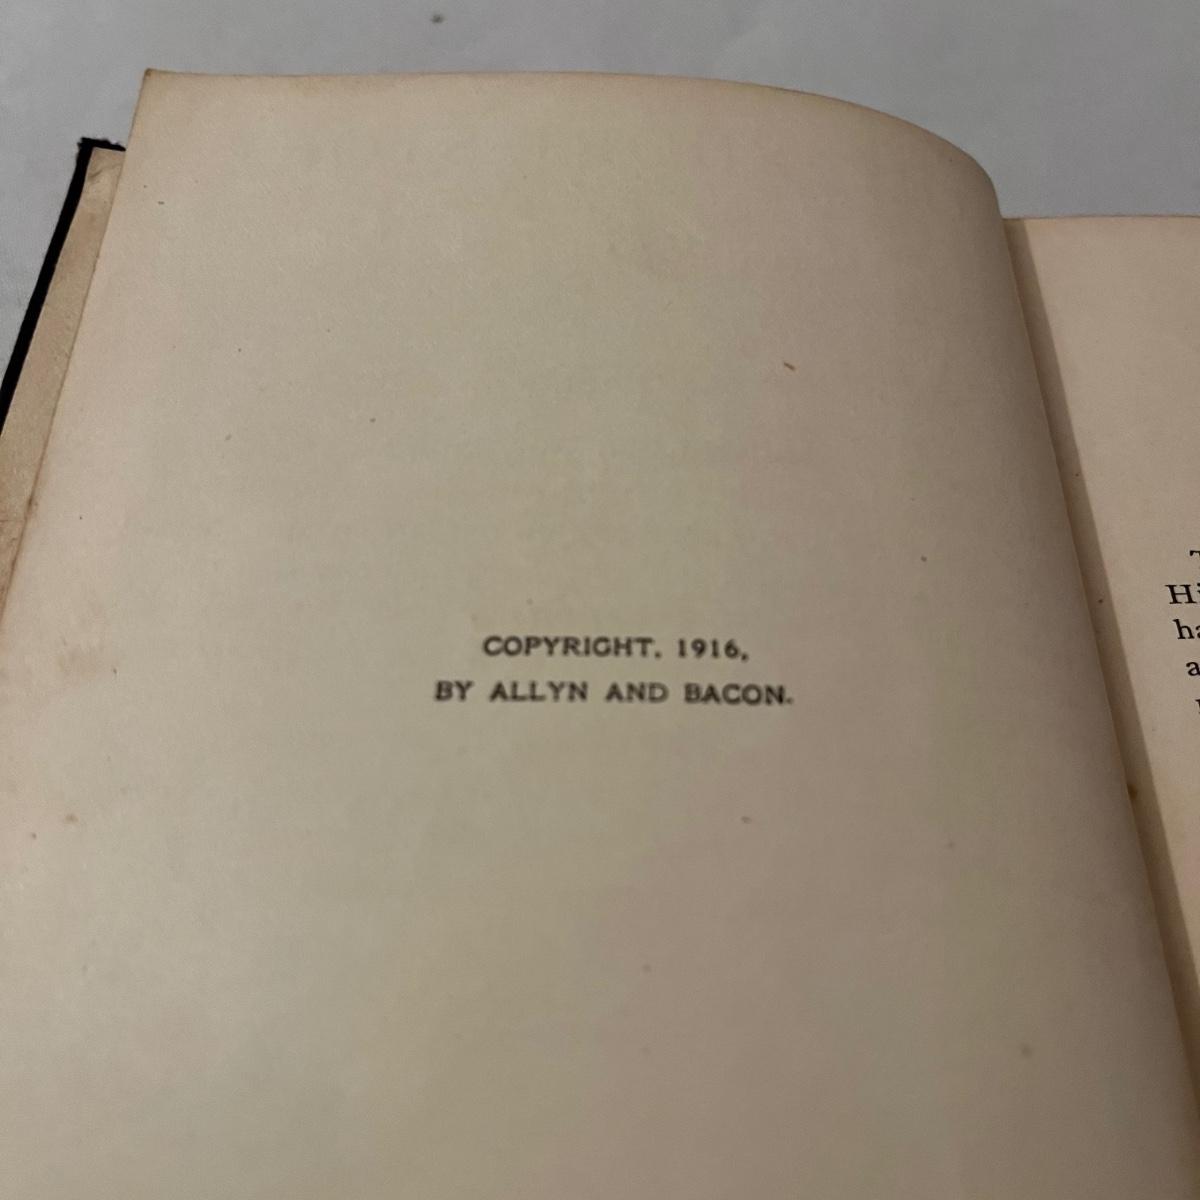 COPYRIGHT, 1916,
BY ALLYN AND BACON.